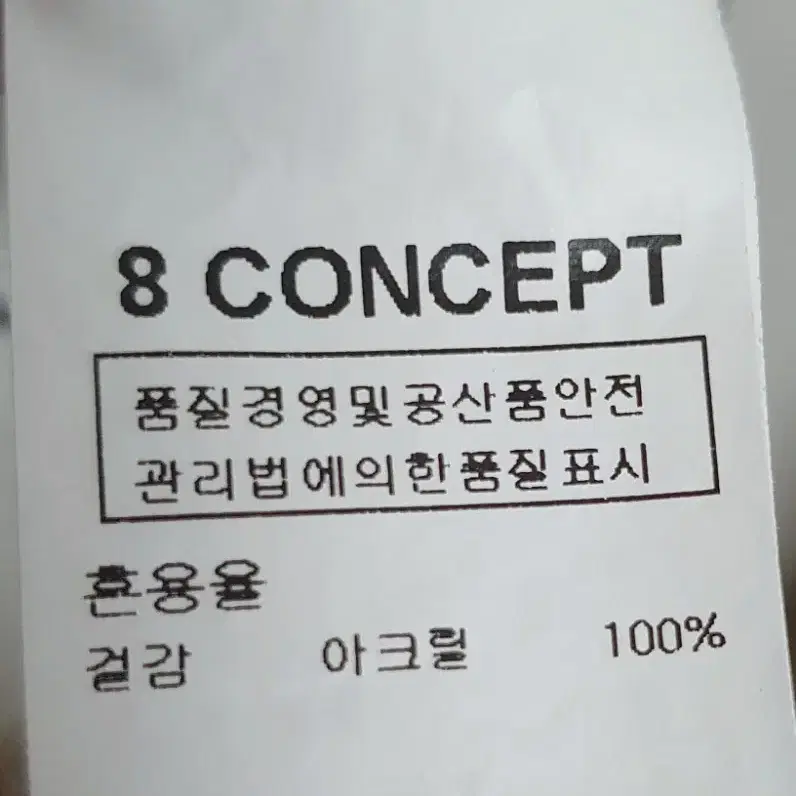 8 CONCEPT
품질경영및공산품안전
관리법에의한품질표시
혼용율
겉감 아크릴 100%